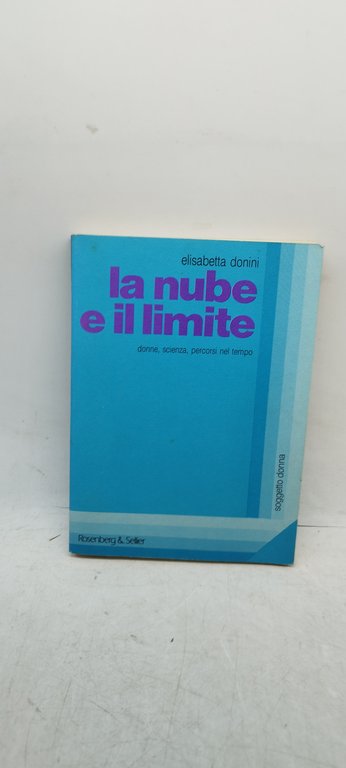 elisabetta donini
la nube
e il limite
donne, scienza, percorsi nel tempo
soggetto donna
Rosenberg & Sellier